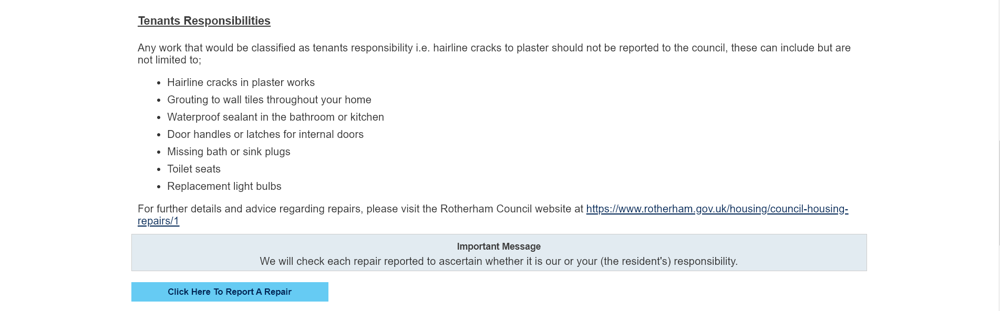 Tenants Responsibilities
Any work that would be classified as tenants responsibility i.e. hairline cracks to plaster should not be reported to the council, these can include but are
not limited to;
• Hairline cracks in plaster works
• Grouting to wall tiles throughout your home
• Waterproof sealant in the bathroom or kitchen
• Door handles or latches for internal doors
• Missing bath or sink plugs
• Toilet seats
• Replacement light bulbs
For further details and advice regarding repairs, please visit the Rotherham Council website at https://www.rotherham.gov.uk/housing/council-housing-
repairs/1
Important Message
We will check each repair reported to ascertain whether it is our or your (the resident's) responsibility.
Click Here To Report A Repair